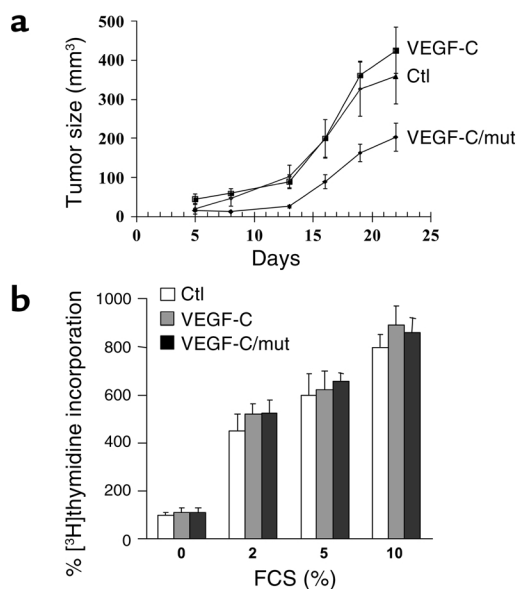 a
Tumor size (mm³)
500
400
300
200
100
0
VEGF-C
Ctl
VEGF-C/mut
0 5 10 15 20 25
Days
b
% [³H]thymidine incorporation
1000
800
600
400
200
0
Ctl
VEGF-C
VEGF-C/mut
0 2 5 10
FCS (%)